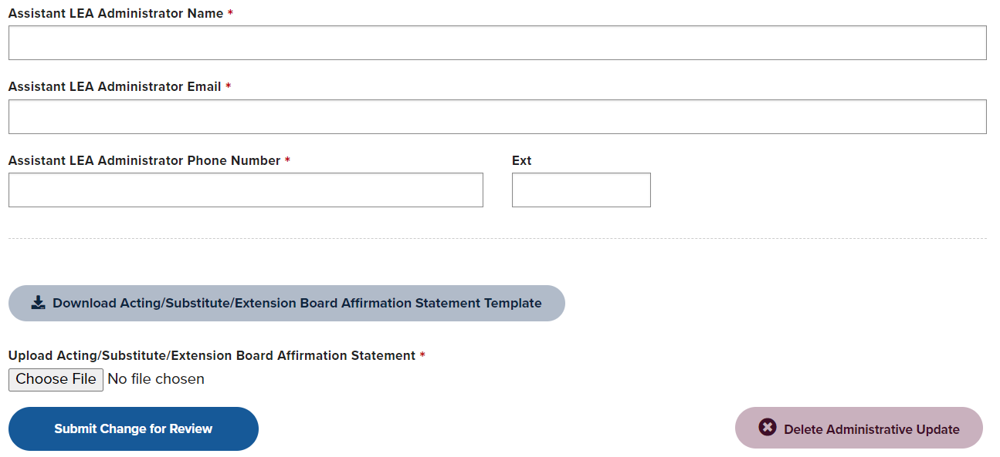 Assistant LEA Administrator Name *
Assistant LEA Administrator Email *
Assistant LEA Administrator Phone Number *
Ext
Download Acting/Substitute/Extension Board Affirmation Statement Template
Upload Acting/Substitute/Extension Board Affirmation Statement *
Choose File No file chosen
Submit Change for Review
Delete Administrative Update